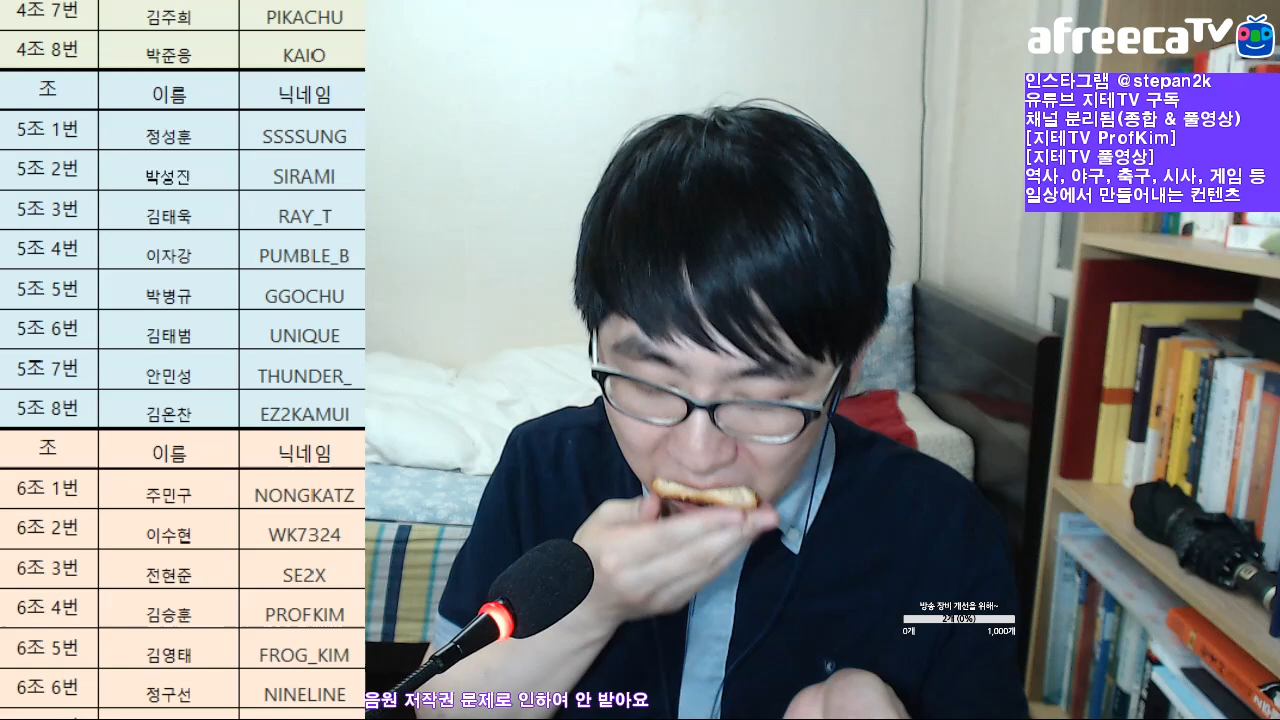 4조 7번 김주희 PIKACHU
4조 8번 박준웅 KAIO
조 이름 닉네임
5조 1번 정성훈 SSSSUNG
5조 2번 박성진 SIRAMI
5조 3번 김태욱 RAY_T
5조 4번 이자강 PUMBLE_B
5조 5번 박병규 GGOCHU
5조 6번 김태범 UNIQUE
5조 7번 안민성 THUNDER_
5조 8번 김온찬 EZ2KAMUI
조 이름 닉네임
6조 1번 주민구 NONGKATZ
6조 2번 이수현 WK7324
6조 3번 전현준 SE2X
6조 4번 김승훈 PROFKIM
6조 5번 김영태 FROG_KIM
6조 6번 정구선 NINELINE
afreecaTV
인스타그램 @stepan2k
유튜브 지테TV 구독
채널 분리됨(종합 & 풀영상)
[지테TV ProfKim]
[지테TV 풀영상]
역사, 야구, 축구, 시사, 게임 등
일상에서 만들어내는 컨텐츠
방송 장비 개선을 위해~
2개 (0%)
0개 1,000개
음원 저작권 문제로 인하여 안 받아요